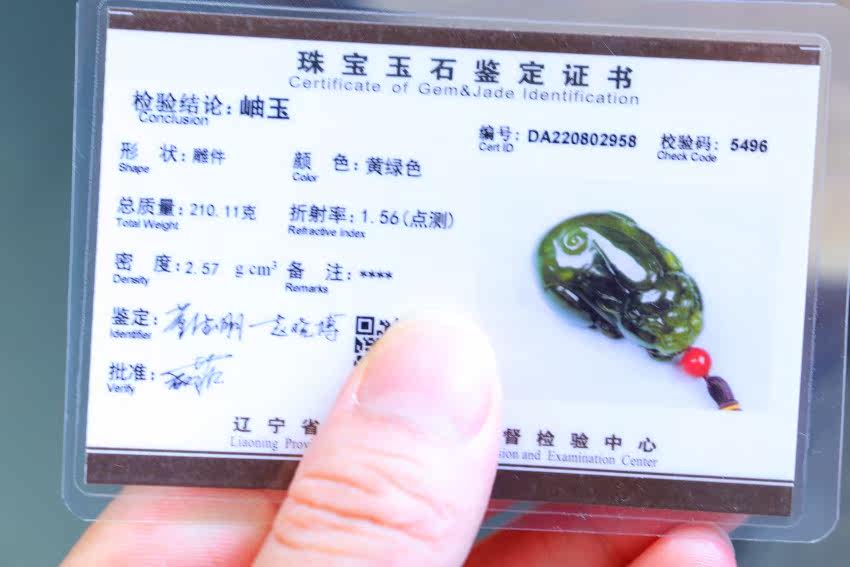 珠宝玉石鉴定证书
Certificate of Gem&Jade Identification
检验结论：岫玉
Conclusion
编号：DA220802958 校验码：5496
Cert ID Check Code
形 状：雕件 颜 色：黄绿色
Shape Color
总质量：210.11克 折射率：1.56(点测)
Total Weight Refractive Index
密 度：2.57 g cm³ 备 注：****
Density Remarks
鉴定：
Identifier
批准：
Verify
辽宁省 督检验中心
Liaoning and Examination Center